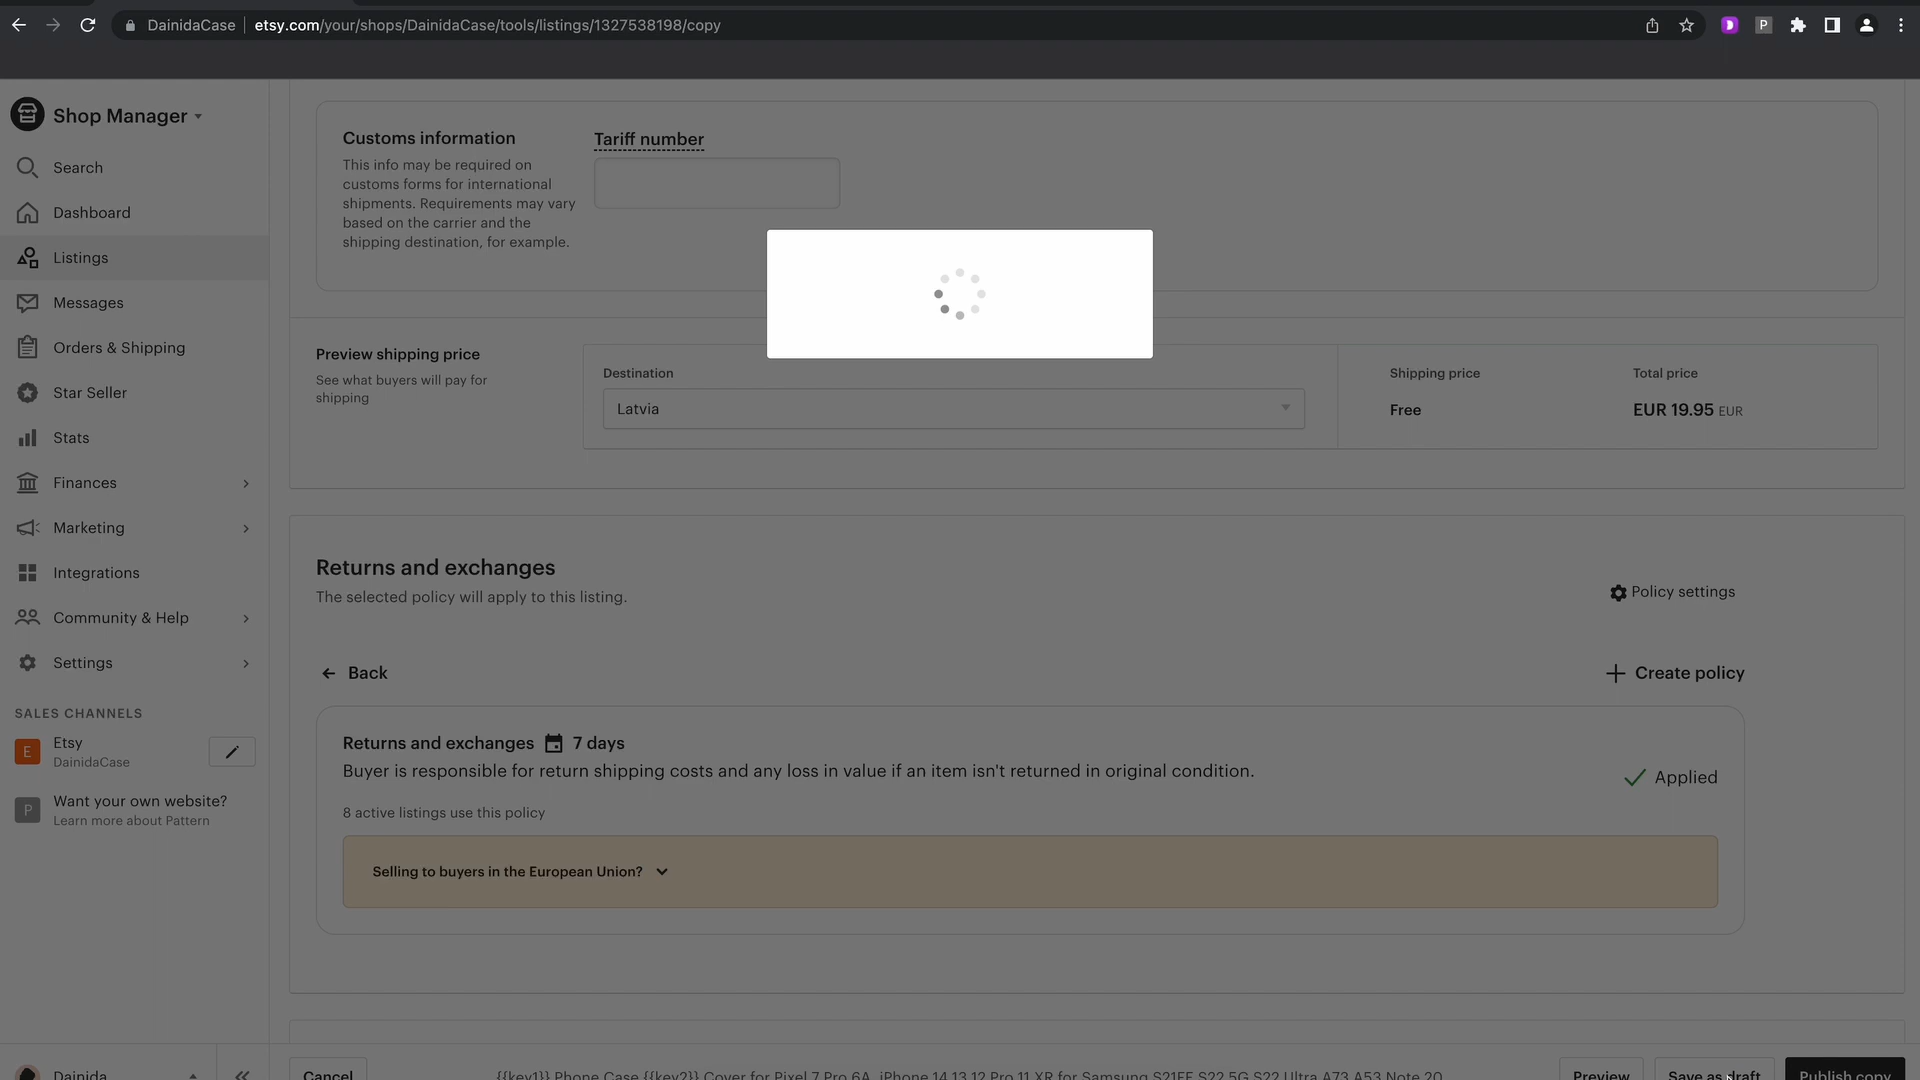 DainidaCase
etsy.com/your/shops/DainidaCase/tools/listings/1327538198/copy
P
Shop Manager
Search
Dashboard
Listings
Messages
Orders & Shipping
Star Seller
Stats
Finances
Marketing
Integrations
Community & Help
Settings
SALES CHANNELS
E
Etsy
DainidaCase
P
Want your own website?
Learn more about Pattern
Dainida
Customs information
This info may be required on
customs forms for international
shipments. Requirements may vary
based on the carrier and the
shipping destination, for example.
Tariff number
Preview shipping price
See what buyers will pay for
shipping
Destination
Latvia
Shipping price
Free
Total price
EUR 19.95 EUR
Returns and exchanges
The selected policy will apply to this listing.
Policy settings
Back
Create policy
Returns and exchanges 7 days
Buyer is responsible for return shipping costs and any loss in value if an item isn't returned in original condition.
Applied
8 active listings use this policy
Selling to buyers in the European Union?
Cancel
{{key1}} Phone Case {{key2}} Cover for Pixel 7 Pro 6A, iPhone 14 13 12 Pro 11 XR for Samsung S21FE S22 5G S22 Ultra A73 A53 Note 20
Preview
Save as draft
Publish copy